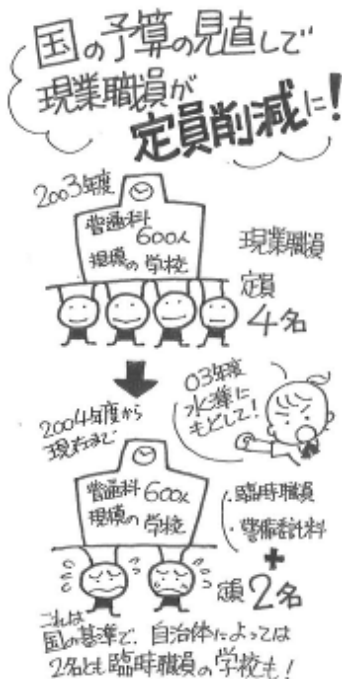 国の予算の見直しで
現業職員が
定員削減に!
2003年度
普通科
600人
規模の学校
現業職員
定員
4名
03年度
水準に
もどして!
2004年度から
現在まで
普通科
600人
規模の学校
・臨時職員
・警備委託料
+
定員2名
これは
国の基準で、自治体によっては
2名とも臨時職員の学校も!